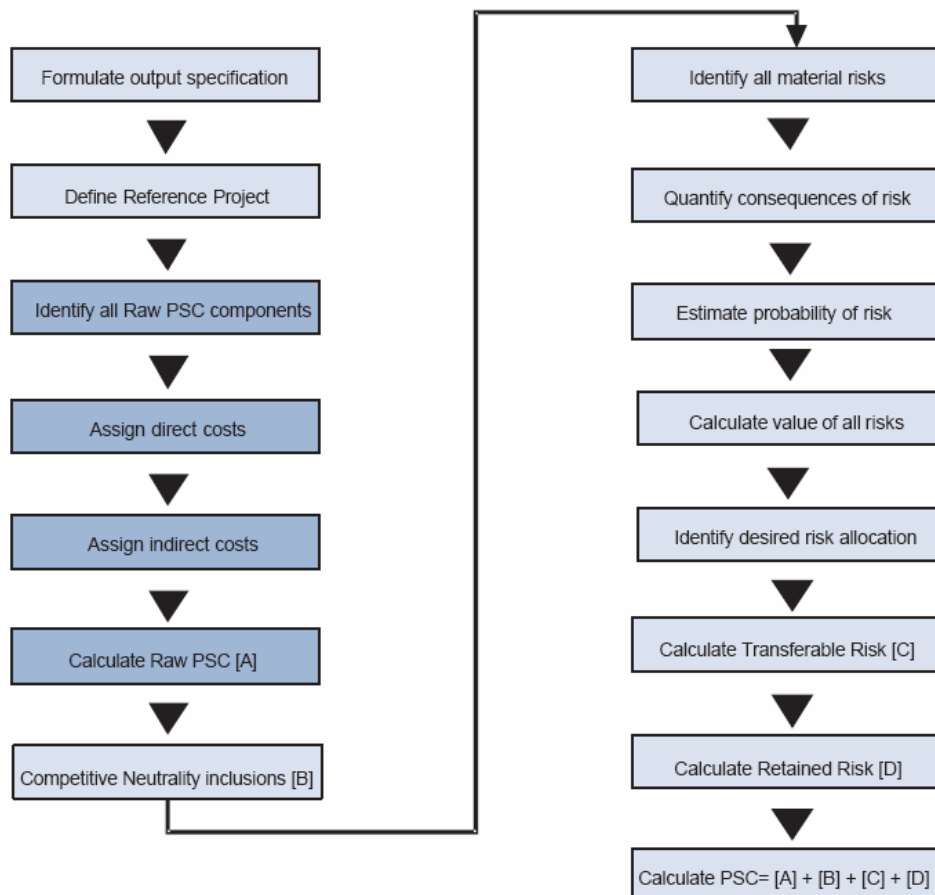 Formulate output specification
Define Reference Project
Identify all Raw PSC components
Assign direct costs
Assign indirect costs
Calculate Raw PSC [A]
Competitive Neutrality inclusions [B]
Identify all material risks
Quantify consequences of risk
Estimate probability of risk
Calculate value of all risks
Identify desired risk allocation
Calculate Transferable Risk [C]
Calculate Retained Risk [D]
Calculate PSC= [A] + [B] + [C] + [D]